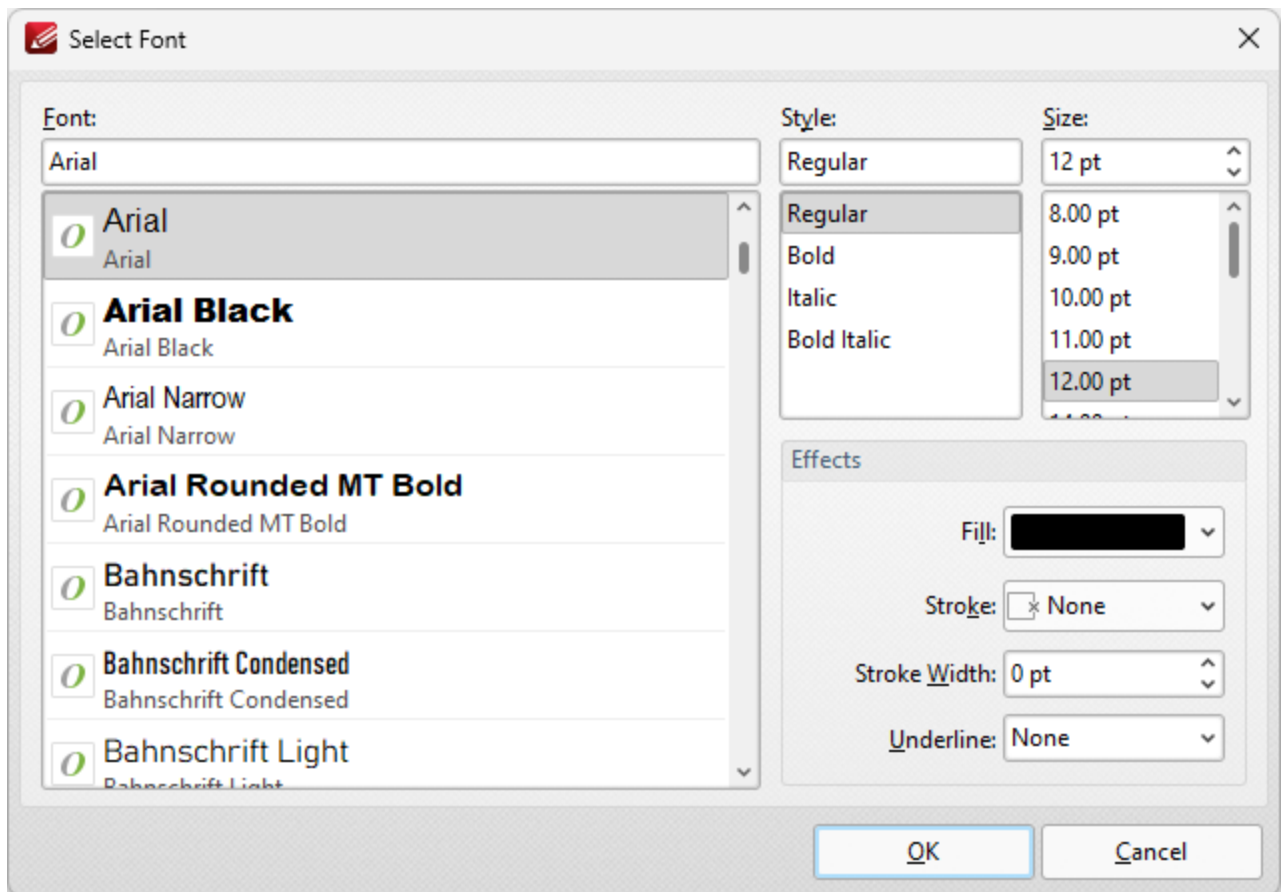 Select Font
Font:
Arial
Arial
Arial
Arial Black
Arial Black
Arial Narrow
Arial Narrow
Arial Rounded MT Bold
Arial Rounded MT Bold
Bahnschrift
Bahnschrift
Bahnschrift Condensed
Bahnschrift Condensed
Bahnschrift Light
Bahnschrift Light
Style:
Regular
Regular
Bold
Italic
Bold Italic
Size:
12 pt
8.00 pt
9.00 pt
10.00 pt
11.00 pt
12.00 pt
Effects
Fill:
Stroke: None
Stroke Width: 0 pt
Underline: None
OK Cancel